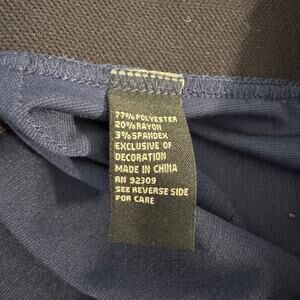 77% POLYESTER
20% RAYON
3% SPANDEX
EXCLUSIVE OF
DECORATION
MADE IN CHINA
RN 92309
SEE REVERSE SIDE
FOR CARE